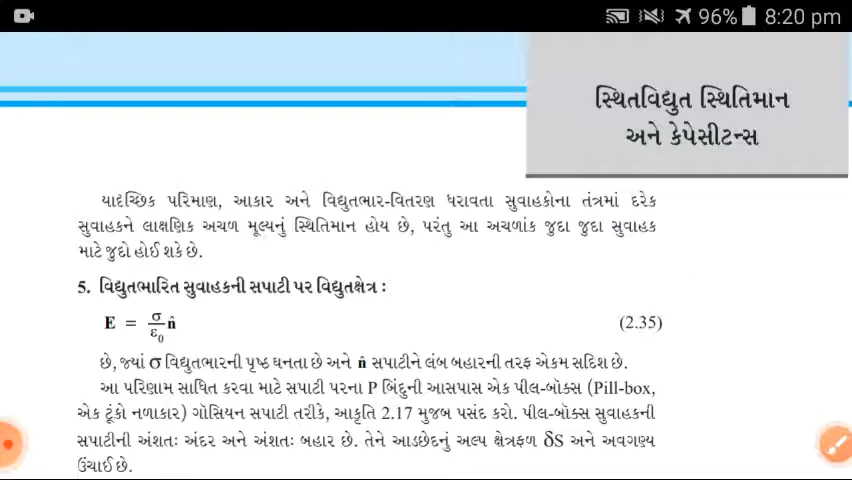 96% 8:20 pm
સ્થિતવિદ્યુત સ્થિતિમાન
અને કેપેસીટન્સ
યાદચ્છિક પરિમાણ, આકાર અને વિદ્યુતભાર-વિતરણ ધરાવતા સુવાહકોના તંત્રમાં દરેક
સુવાહકને લાક્ષણિક અચળ મૂલ્યનું સ્થિતિમાન હોય છે, પરંતુ આ અચળાંક જુદા જુદા સુવાહક
માટે જુદો હોઈ શકે છે.
5. વિદ્યુતભારિત સુવાહકની સપાટી પર વિદ્યુતક્ષેત્ર :
E = σ/ε₀ n̂ (2.35)
છે, જ્યાં σ વિદ્યુતભારની પૃષ્ઠ ઘનતા છે અને n̂ સપાટીને લંબ બહારની તરફ એકમ સદિશ છે.
આ પરિણામ સાધિત કરવા માટે સપાટી પરના P બિંદુની આસપાસ એક પીલ-બૉક્સ (Pill-box,
એક ટૂંકો નળાકાર) ગૉસિયન સપાટી તરીકે, આકૃતિ 2.17 મુજબ પસંદ કરો. પીલ-બૉક્સ સુવાહકની
સપાટીની અંશતઃ અંદર અને અંશતઃ બહાર છે. તેને આડછેદનું અલ્પ ક્ષેત્રફળ δS અને અવગણ્ય
ઉંચાઈ છે.